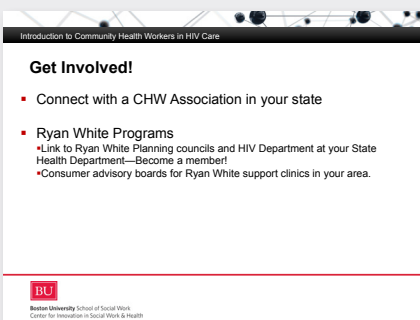 Introduction to Community Health Workers in HIV Care
Get Involved!
▪ Connect with a CHW Association in your state
▪ Ryan White Programs
▪Link to Ryan White Planning councils and HIV Department at your State
Health Department—Become a member!
▪Consumer advisory boards for Ryan White support clinics in your area.
BU
Boston University School of Social Work
Center for Innovation in Social Work & Health